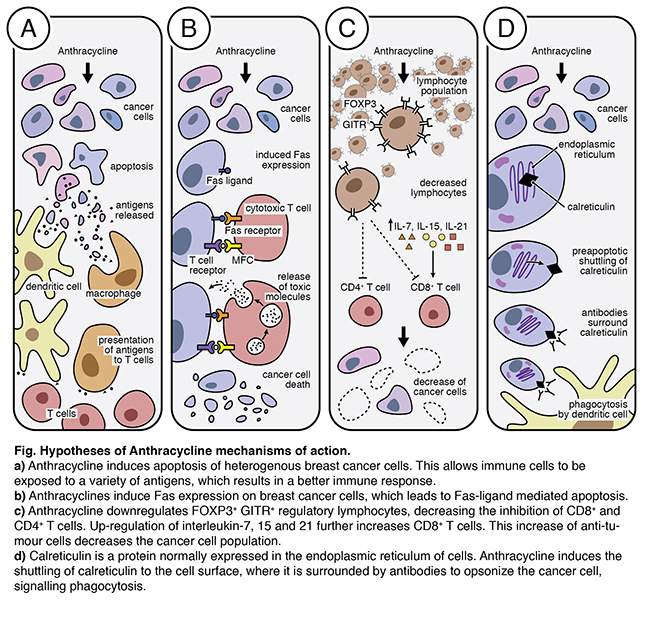 A
Anthracycline
cancer
cells
apoptosis
antigens
released
dendritic cell
macrophage
presentation
of antigens
to T cells
T cells
B
Anthracycline
cancer
cells
induced Fas
expression
Fas ligand
cytotoxic T cell
Fas receptor
T cell
receptor
MFC
release
of toxic
molecules
cancer cell
death
C
Anthracycline
lymphocyte
population
FOXP3
GITR
decreased
lymphocytes
↑IL-7, IL-15, IL-21
CD4⁺ T cell
CD8⁺ T cell
decrease of
cancer cells
D
Anthracycline
cancer
cells
endoplasmic
reticulum
calreticulin
preapoptotic
shuttling of
calreticulin
antibodies
surround
calreticulin
phagocytosis
by dendritic cell
Fig. Hypotheses of Anthracycline mechanisms of action.
a) Anthracycline induces apoptosis of heterogenous breast cancer cells. This allows immune cells to be
exposed to a variety of antigens, which results in a better immune response.
b) Anthracyclines induce Fas expression on breast cancer cells, which leads to Fas-ligand mediated apoptosis.
c) Anthracycline downregulates FOXP3⁺ GITR⁺ regulatory lymphocytes, decreasing the inhibition of CD8⁺ and
CD4⁺ T cells. Up-regulation of interleukin-7, 15 and 21 further increases CD8⁺ T cells. This increase of anti-tu-
mour cells decreases the cancer cell population.
d) Calreticulin is a protein normally expressed in the endoplasmic reticulum of cells. Anthracycline induces the
shuttling of calreticulin to the cell surface, where it is surrounded by antibodies to opsonize the cancer cell,
signalling phagocytosis.